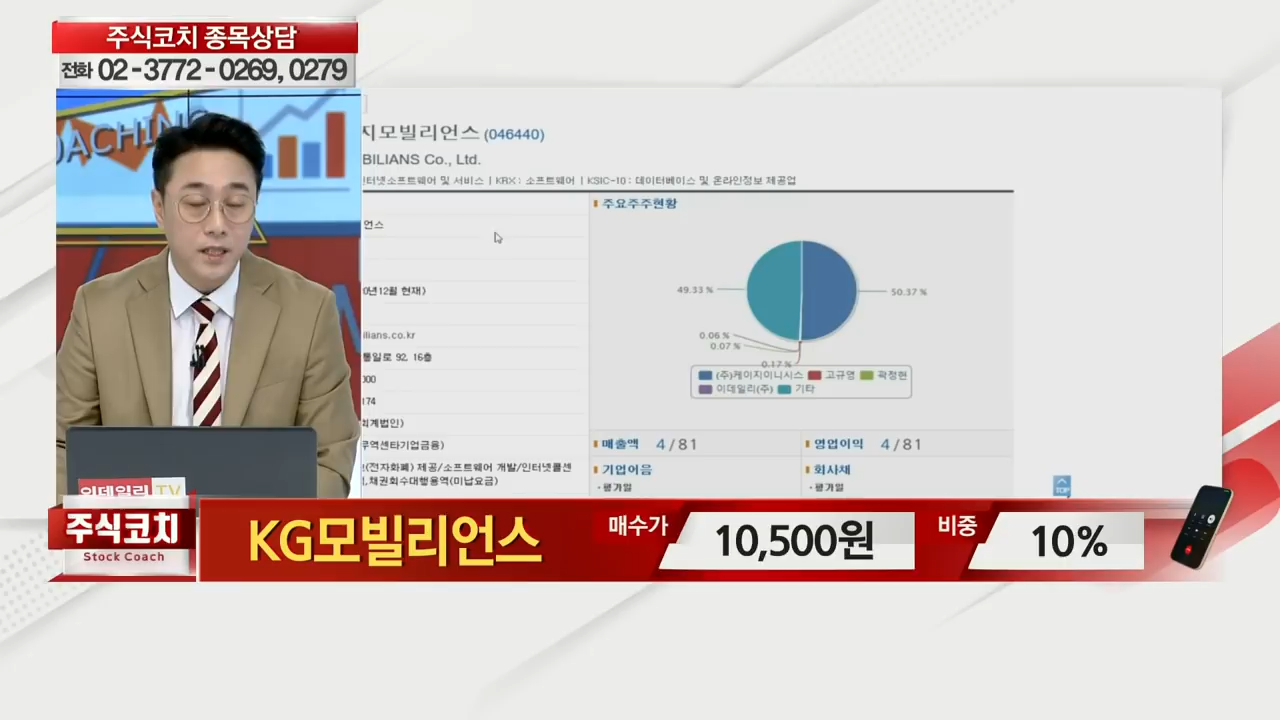 주식코치 종목상담
전화 02-3772-0269, 0279
OACHING
지모빌리언스 (046440)
BILIANS Co., Ltd.
인터넷소프트웨어 및 서비스 | KRX : 소프트웨어 | KSIC-10 : 데이터베이스 및 온라인정보 제공업
주요주주현황
언스
0년12월 현재)
ilians.co.kr
통일로 92, 16층
000
174
회계법인)
무역센타기업금융)
(전자화폐) 제공/소프트웨어 개발/인터넷콜센
,채권회수대행용역(미납요금)
49.33 %
50.37 %
0.06 %
0.07 %
0.17 %
(주)케이지이니시스 고규영 곽정현
이데일리(주) 기타
매출액 4/81
영업이익 4/81
기업어음
회사채
· 평가일
· 평가일
TOP
이데일리 TV
주식코치
Stock Coach
KG모빌리언스
매수가 10,500원
비중 10%